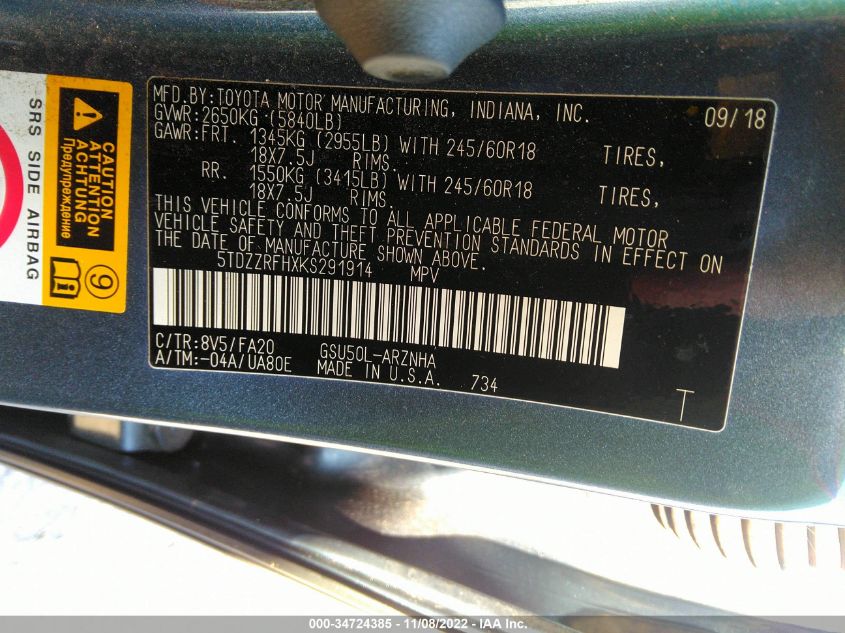 SRS SIDE AIRBAG
CAUTION
ATTENTION
ACHTUNG
Предупреждение
9
MFD.BY:TOYOTA MOTOR MANUFACTURING, INDIANA, INC. 09/18
GVWR:2650KG (5840LB)
GAWR:FRT. 1345KG (2955LB) WITH 245/60R18 TIRES,
18X7.5J RIMS.
RR. 1550KG (3415LB) WITH 245/60R18 TIRES,
18X7.5J RIMS.
THIS VEHICLE CONFORMS TO ALL APPLICABLE FEDERAL MOTOR
VEHICLE SAFETY AND THEFT PREVENTION STANDARDS IN EFFECT ON
THE DATE OF MANUFACTURE SHOWN ABOVE.
5TDZZRFHXKS291914 MPV
C/TR:8V5/FA20 GSU50L-ARZNHA
A/TM:-04A/UA80E MADE IN U.S.A. 734
T
000-34724385 - 11/08/2022 - IAA Inc.